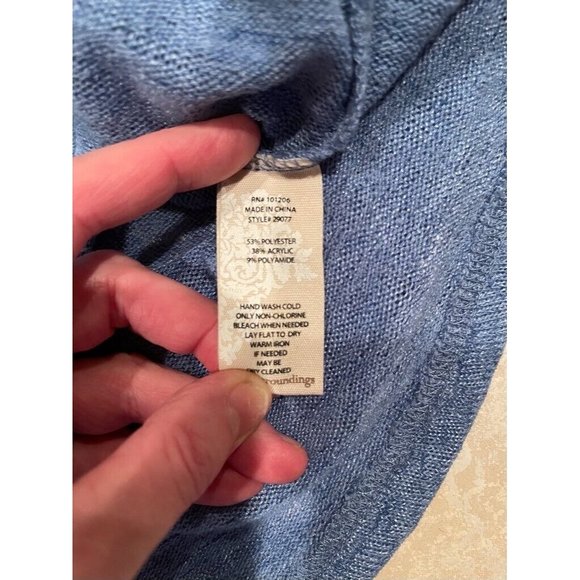 RN# 101206
MADE IN CHINA
STYLE# 29077
53% POLYESTER
38% ACRYLIC
9% POLYAMIDE
HAND WASH COLD
ONLY NON-CHLORINE
BLEACH WHEN NEEDED
LAY FLAT TO DRY
WARM IRON
IF NEEDED
MAY BE
CLEANED